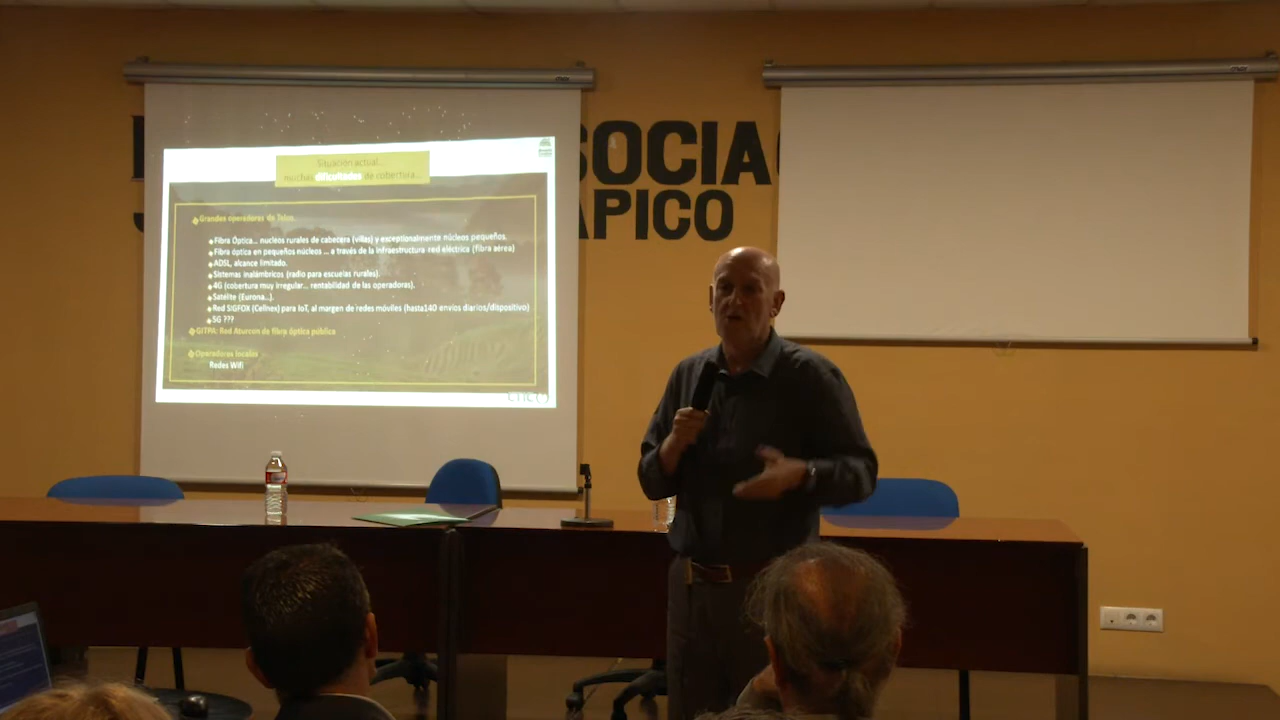 Situación actual...
muchas dificultades de cobertura...
Grandes operadores de Telco.
Fibra Óptica... nucleos rurales de cabecera (villas) y exceptionalmente núcleos pequeños.
Fibra óptica en pequeños núcleos ... a través de la infraestructura red eléctrica (fibra aérea)
ADSL, alcance limitado.
Sistemas inalámbricos (radio para escuelas rurales).
4G (cobertura muy irregular... rentabilidad de las operadoras).
Satélite (Eurona...).
Red SIGFOX (Cellnex) para IoT, al margen de redes móviles (hasta140 envios diarios/dispositivo)
5G ???
GITPA: Red Asturcon de fibra óptica pública
Operadores locales
Redes Wifi
SOCIA
APICO